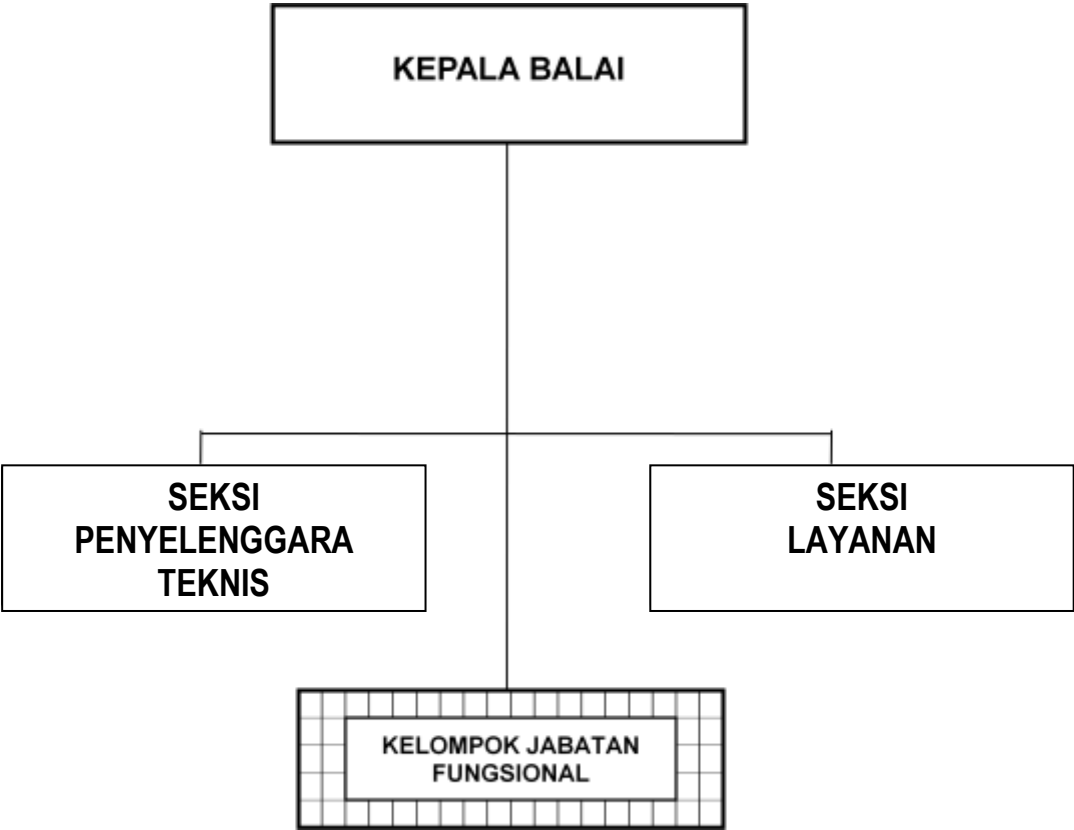 KEPALA BALAI
SEKSI
PENYELENGGARA
TEKNIS
SEKSI
LAYANAN
KELOMPOK JABATAN
FUNGSIONAL